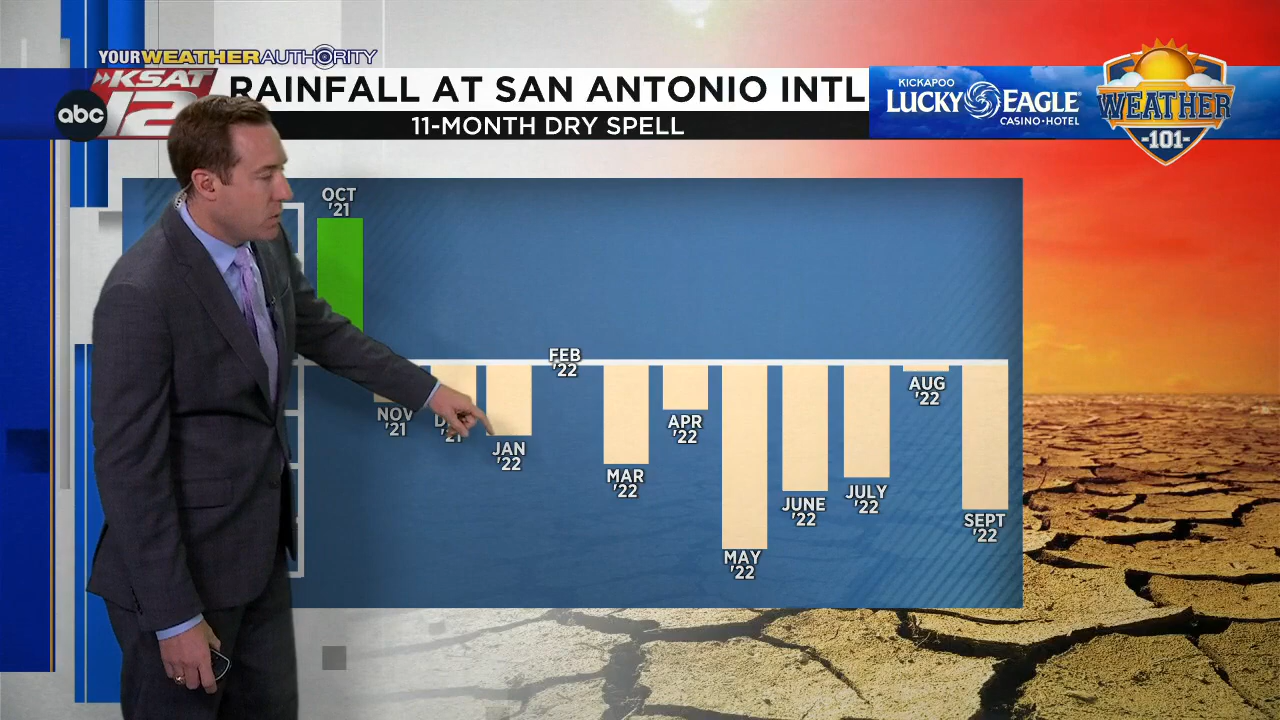 YOURWEATHERAUTHORITY
KSAT
abc 12
RAINFALL AT SAN ANTONIO INTL
11-MONTH DRY SPELL
KICKAPOO
LUCKY EAGLE
CASINO·HOTEL
WEATHER
-101-
OCT
'21
NOV
'21
'21
JAN
'22
FEB
'22
MAR
'22
APR
'22
MAY
'22
JUNE
'22
JULY
'22
AUG
'22
SEPT
'22